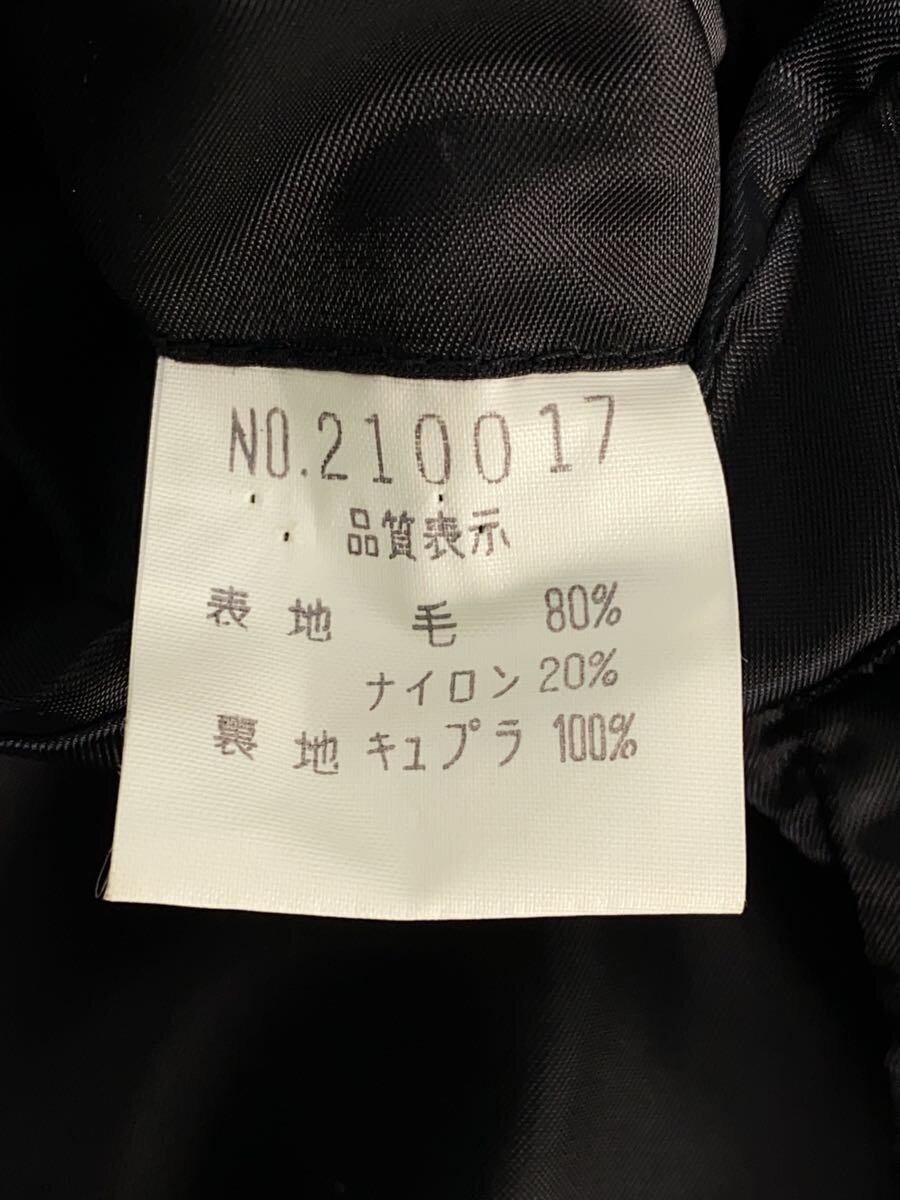 NO.210017
品質表示
表地 毛 80%
ナイロン 20%
裏地 キュプラ 100%